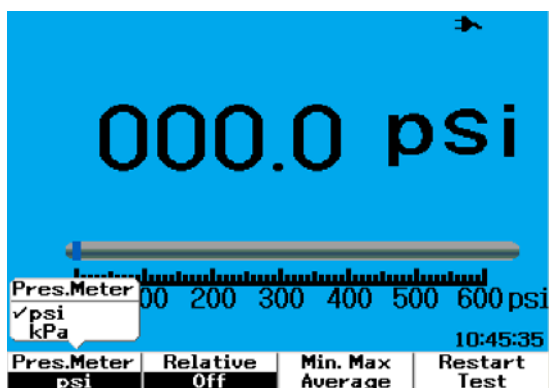 000.0 psi
00 200 300 400 500 600 psi
Pres.Meter
✓psi
kPa
10:45:35
Pres.Meter Relative Min. Max Restart
psi Off Average Test